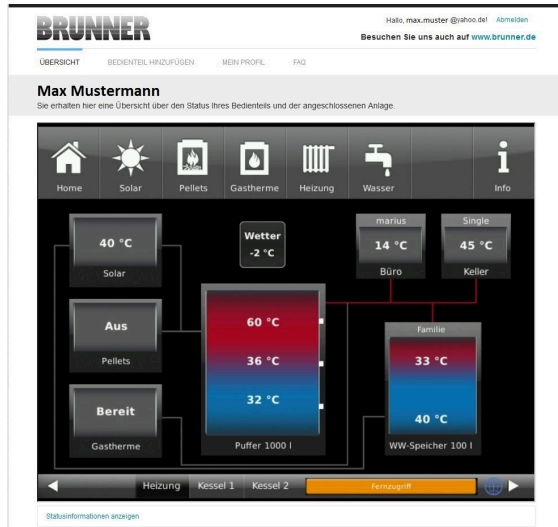 BRUNNER
Hallo, max.muster @yahoo.de! Abmelden
Besuchen Sie uns auch auf www.brunner.de
ÜBERSICHT BEDIENTEIL HINZUFÜGEN MEIN PROFIL FAQ
Max Mustermann
Sie erhalten hier eine Übersicht über den Status Ihres Bedienteils und der angeschlossenen Anlage.
Home Solar Pellets Gastherme Heizung Wasser Info
marius Single
40 °C Wetter 14 °C 45 °C
-2 °C
Solar Büro Keller
60 °C
Aus Familie
Pellets 36 °C 33 °C
32 °C
Bereit 40 °C
Gastherme Puffer 1000 l WW-Speicher 100 l
Heizung Kessel 1 Kessel 2 Fernzugriff
Statusinformationen anzeigen